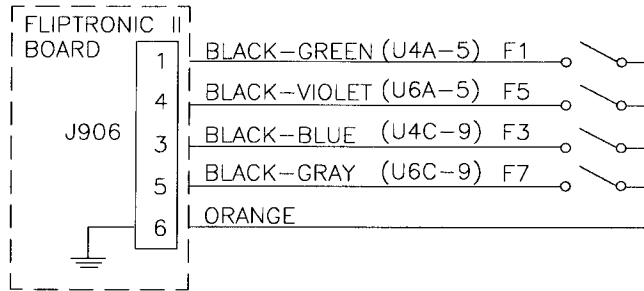 FLIPTRONIC II
BOARD
J906
1 BLACK-GREEN (U4A-5) F1
4 BLACK-VIOLET (U6A-5) F5
3 BLACK-BLUE (U4C-9) F3
5 BLACK-GRAY (U6C-9) F7
6 ORANGE